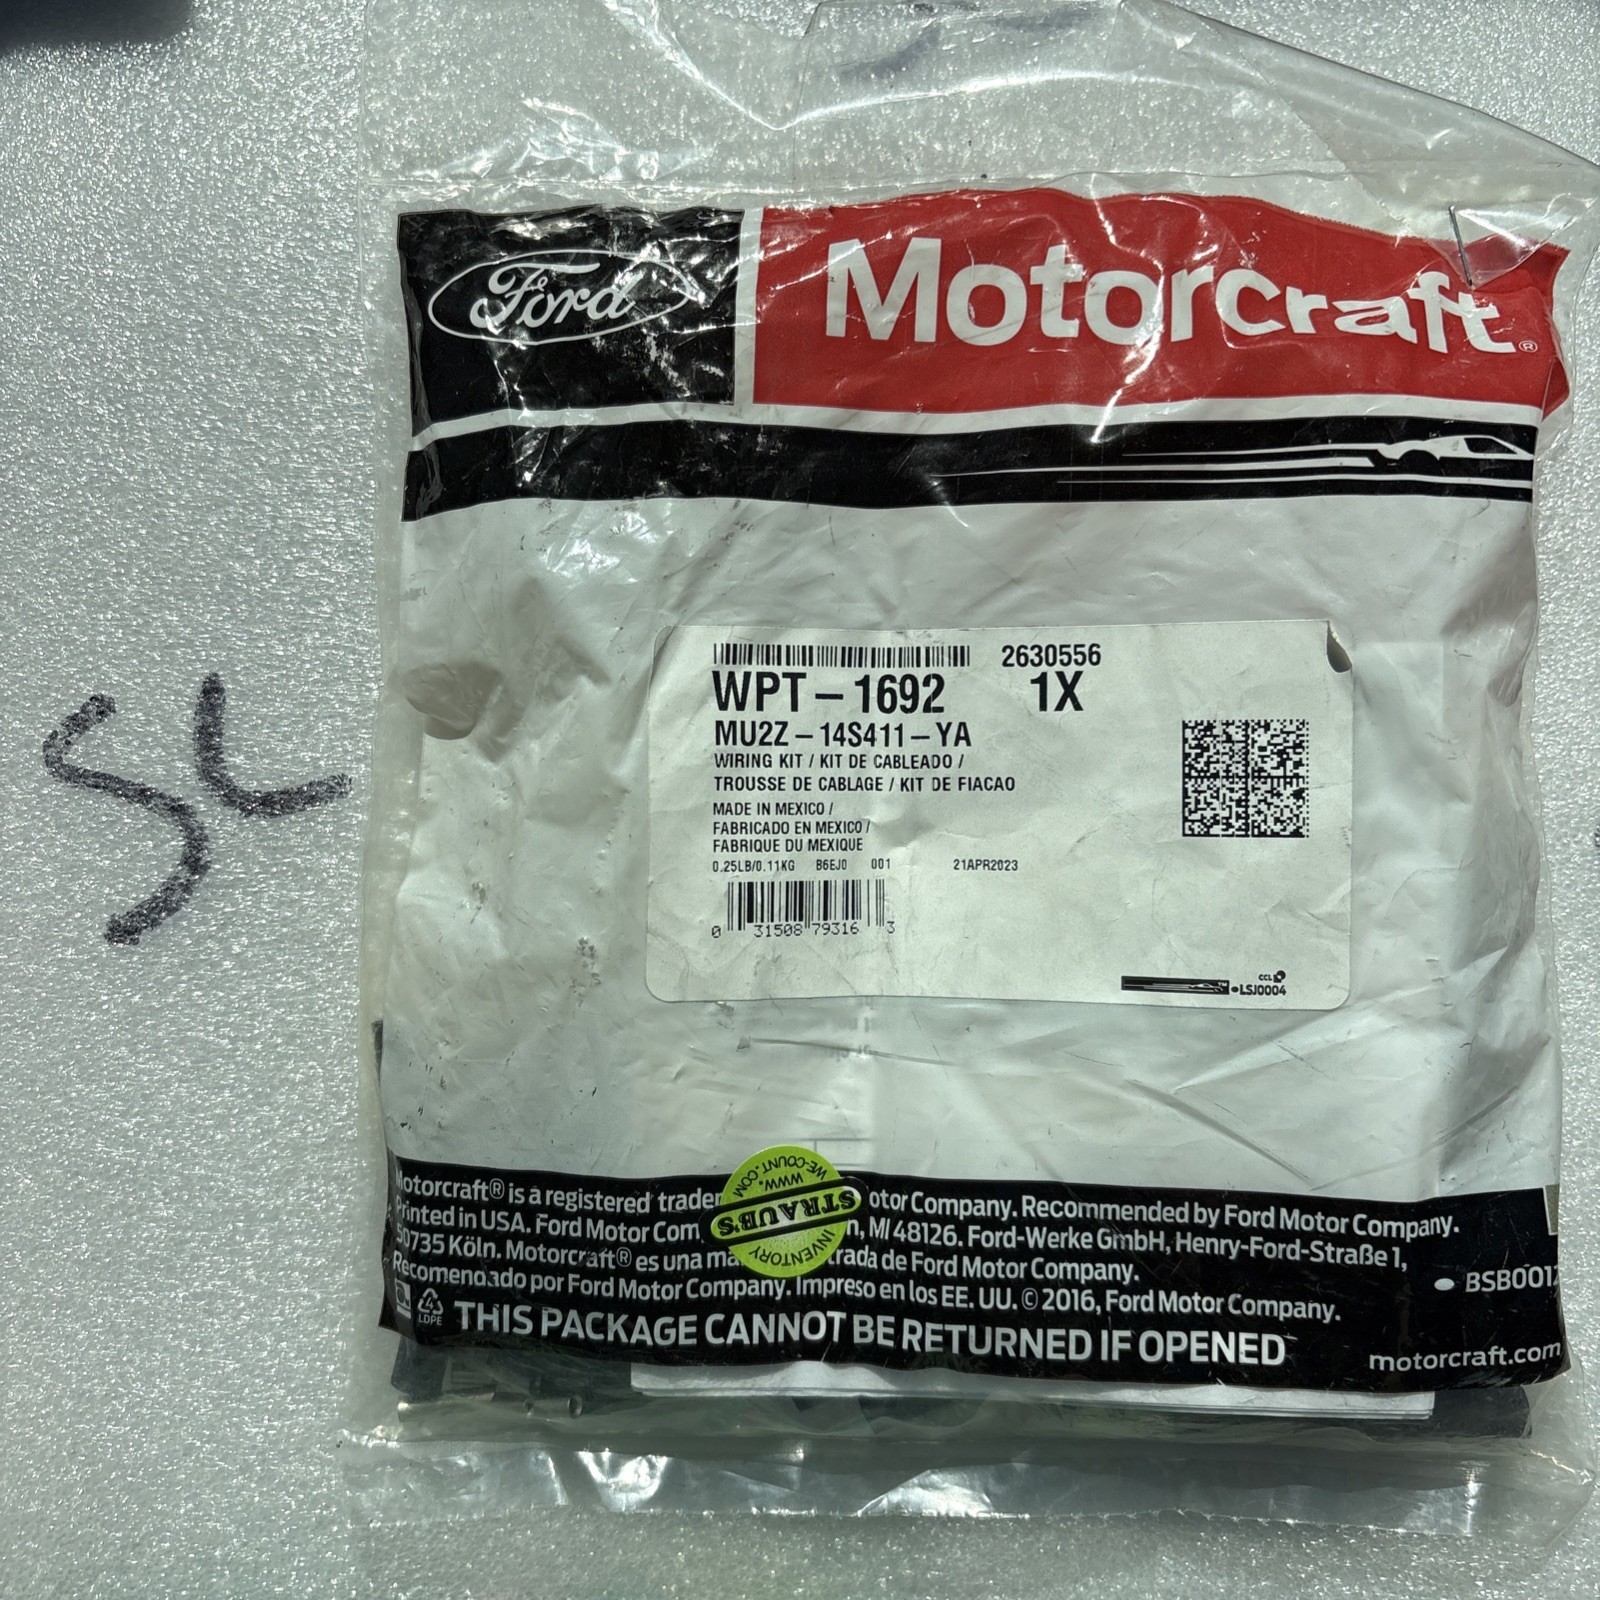 Ford
Motorcraft®
SL
2630556
WPT-1692 1X
MU2Z-14S411-YA
WIRING KIT / KIT DE CABLEADO /
TROUSSE DE CABLAGE / KIT DE FIACAO
MADE IN MEXICO /
FABRICADO EN MEXICO /
FABRIQUE DU MEXIQUE
0.25LB/0.11KG B6EJ0 001 21APR2023
0 31508 79316 3
CCL
TM
•LSJ0004
WWW.
WE-COUNT.COM
STRAUB'S
INVENTORY
Motorcraft® is a registered otor Company. Recommended by Ford Motor Company.
Printed in USA. Ford Motor MI 48126. Ford-Werke GmbH, Henry-Ford-Straße 1,
50735 Köln. Motorcraft® es una trada de Ford Motor Company.
Recomendado por Ford Motor Company. Impreso en los EE. UU. © 2016, Ford Motor Company.
BSB001
4
LDPE
THIS PACKAGE CANNOT BE RETURNED IF OPENED
motorcraft.com